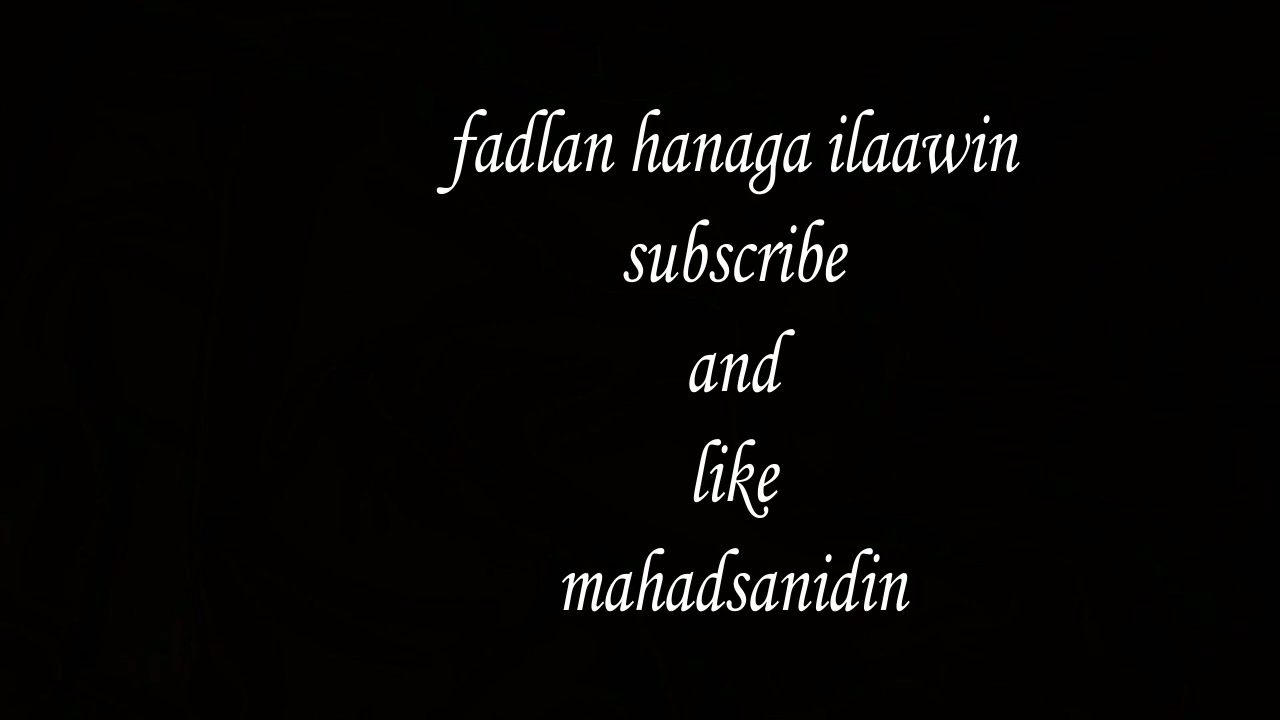 fadlan hanaga ilaawin
subscribe
and
like
mahadsanidin